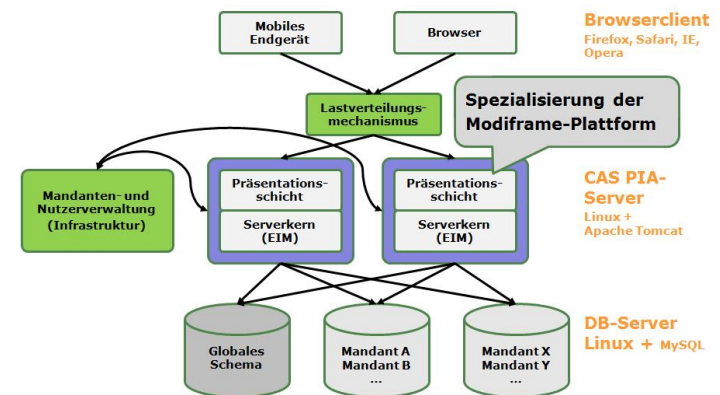 Mobiles
Endgerät
Browser
Browserclient
Firefox, Safari, IE,
Opera
Lastverteilungs-
mechanismus
Spezialisierung der
Modiframe-Plattform
Mandanten- und
Nutzerverwaltung
(Infrastruktur)
Präsentations-
schicht
Serverkern
(EIM)
Präsentations-
schicht
Serverkern
(EIM)
CAS PIA-
Server
Linux +
Apache Tomcat
Globales
Schema
Mandant A
Mandant B
...
Mandant X
Mandant Y
...
DB-Server
Linux + MySQL